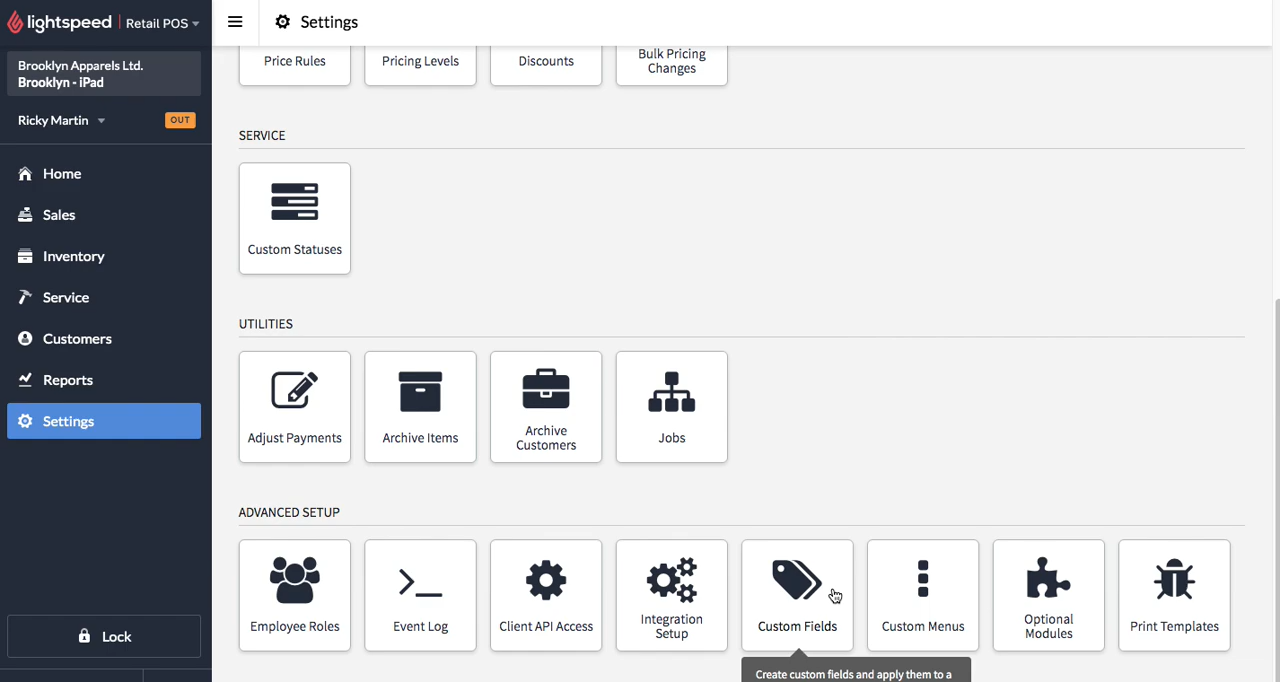 lightspeed | Retail POS
Settings
Brooklyn Apparels Ltd.
Brooklyn - iPad
Ricky Martin
OUT
Home
Sales
Inventory
Service
Customers
Reports
Settings
Lock
Price Rules
Pricing Levels
Discounts
Bulk Pricing
Changes
SERVICE
Custom Statuses
UTILITIES
Adjust Payments
Archive Items
Archive
Customers
Jobs
ADVANCED SETUP
Employee Roles
Event Log
Client API Access
Integration
Setup
Custom Fields
Custom Menus
Optional
Modules
Print Templates
Create custom fields and apply them to a